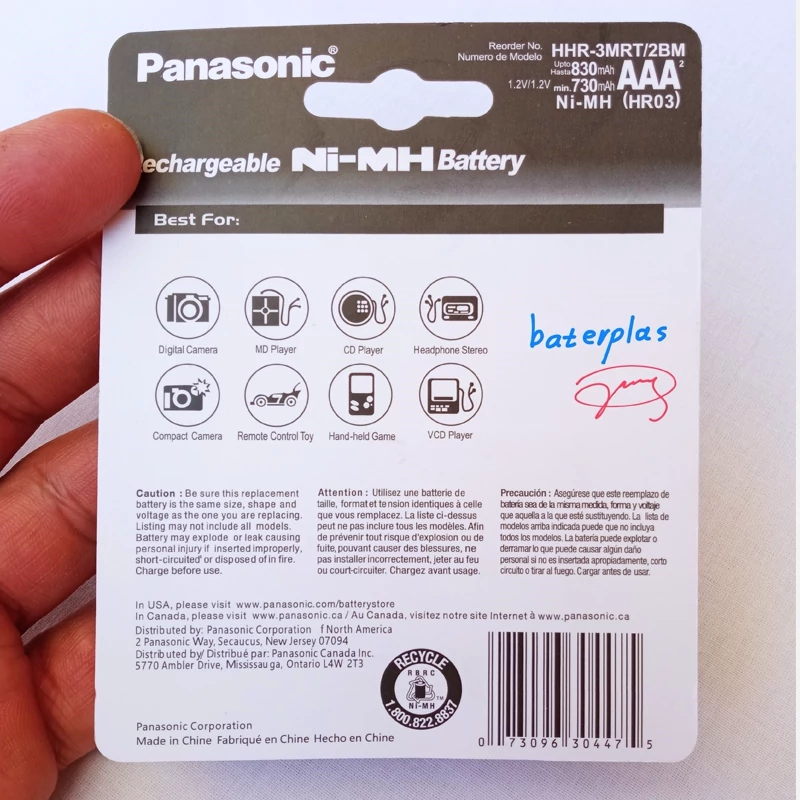 Panasonic®
Reorder No. HHR-3MRT/2BM
Numero de Modelo
Upto 830mAh AAA2
Hasta
1.2V/1.2V min.730mAh
Ni-MH (HR03)
echargeable Ni-MH Battery
Best For:
Digital Camera MD Player CD Player Headphone Stereo
baterplas
Compact Camera Remote Control Toy Hand-held Game VCD Player
Caution : Be sure this replacement
battery is the same size, shape and
voltage as the one you are replacing.
Listing may not include all models.
Battery may explode or leak causing
personal injury if inserted improperly,
short-circuited' or disposed of in fire.
Charge before use.
Attention : Utilisez une batterie de
taille, format et tension identiques à celle
que vous remplacez. La liste ci-dessus
peut ne pas inclure tous les modèles. Afin
de prévenir tout risque d'explosion ou de
fuite, pouvant causer des blessures, ne
pas installer incorrectement, jeter au feu
ou court-circuiter. Chargez avant usage.
Precaución : Asegúrese que este reemplazo de
batería sea de la misma medida, forma y voltaje
que aquella a la que esté sustituyendo. La lista de
modelos arriba indicada puede que no incluya
todos los modelos. La batería puede explotar o
derramar lo que puede causar algún daño
personal si no es insertada apropiadamente, corto
circuito o tirar al fuego. Cargar antes de usar.
In USA, please visit www.panasonic.com/batterystore
In Canada, please visit www.panasonic.ca / Au Canada, visitez notre site Internet à www.panasonic.ca
Distributed by: Panasonic Corporation f North America
2 Panasonic Way, Secaucus, New Jersey 07094
Distributed by/ Distribué par: Panasonic Canada Inc.
5770 Ambler Drive, Mississau ga, Ontario L4W 2T3
RECYCLE
RBRC
Ni-MH
TM
1.800.822.8837
Panasonic Corporation
Made in Chine Fabriqué en Chine Hecho en Chine
0 73096 30447 5